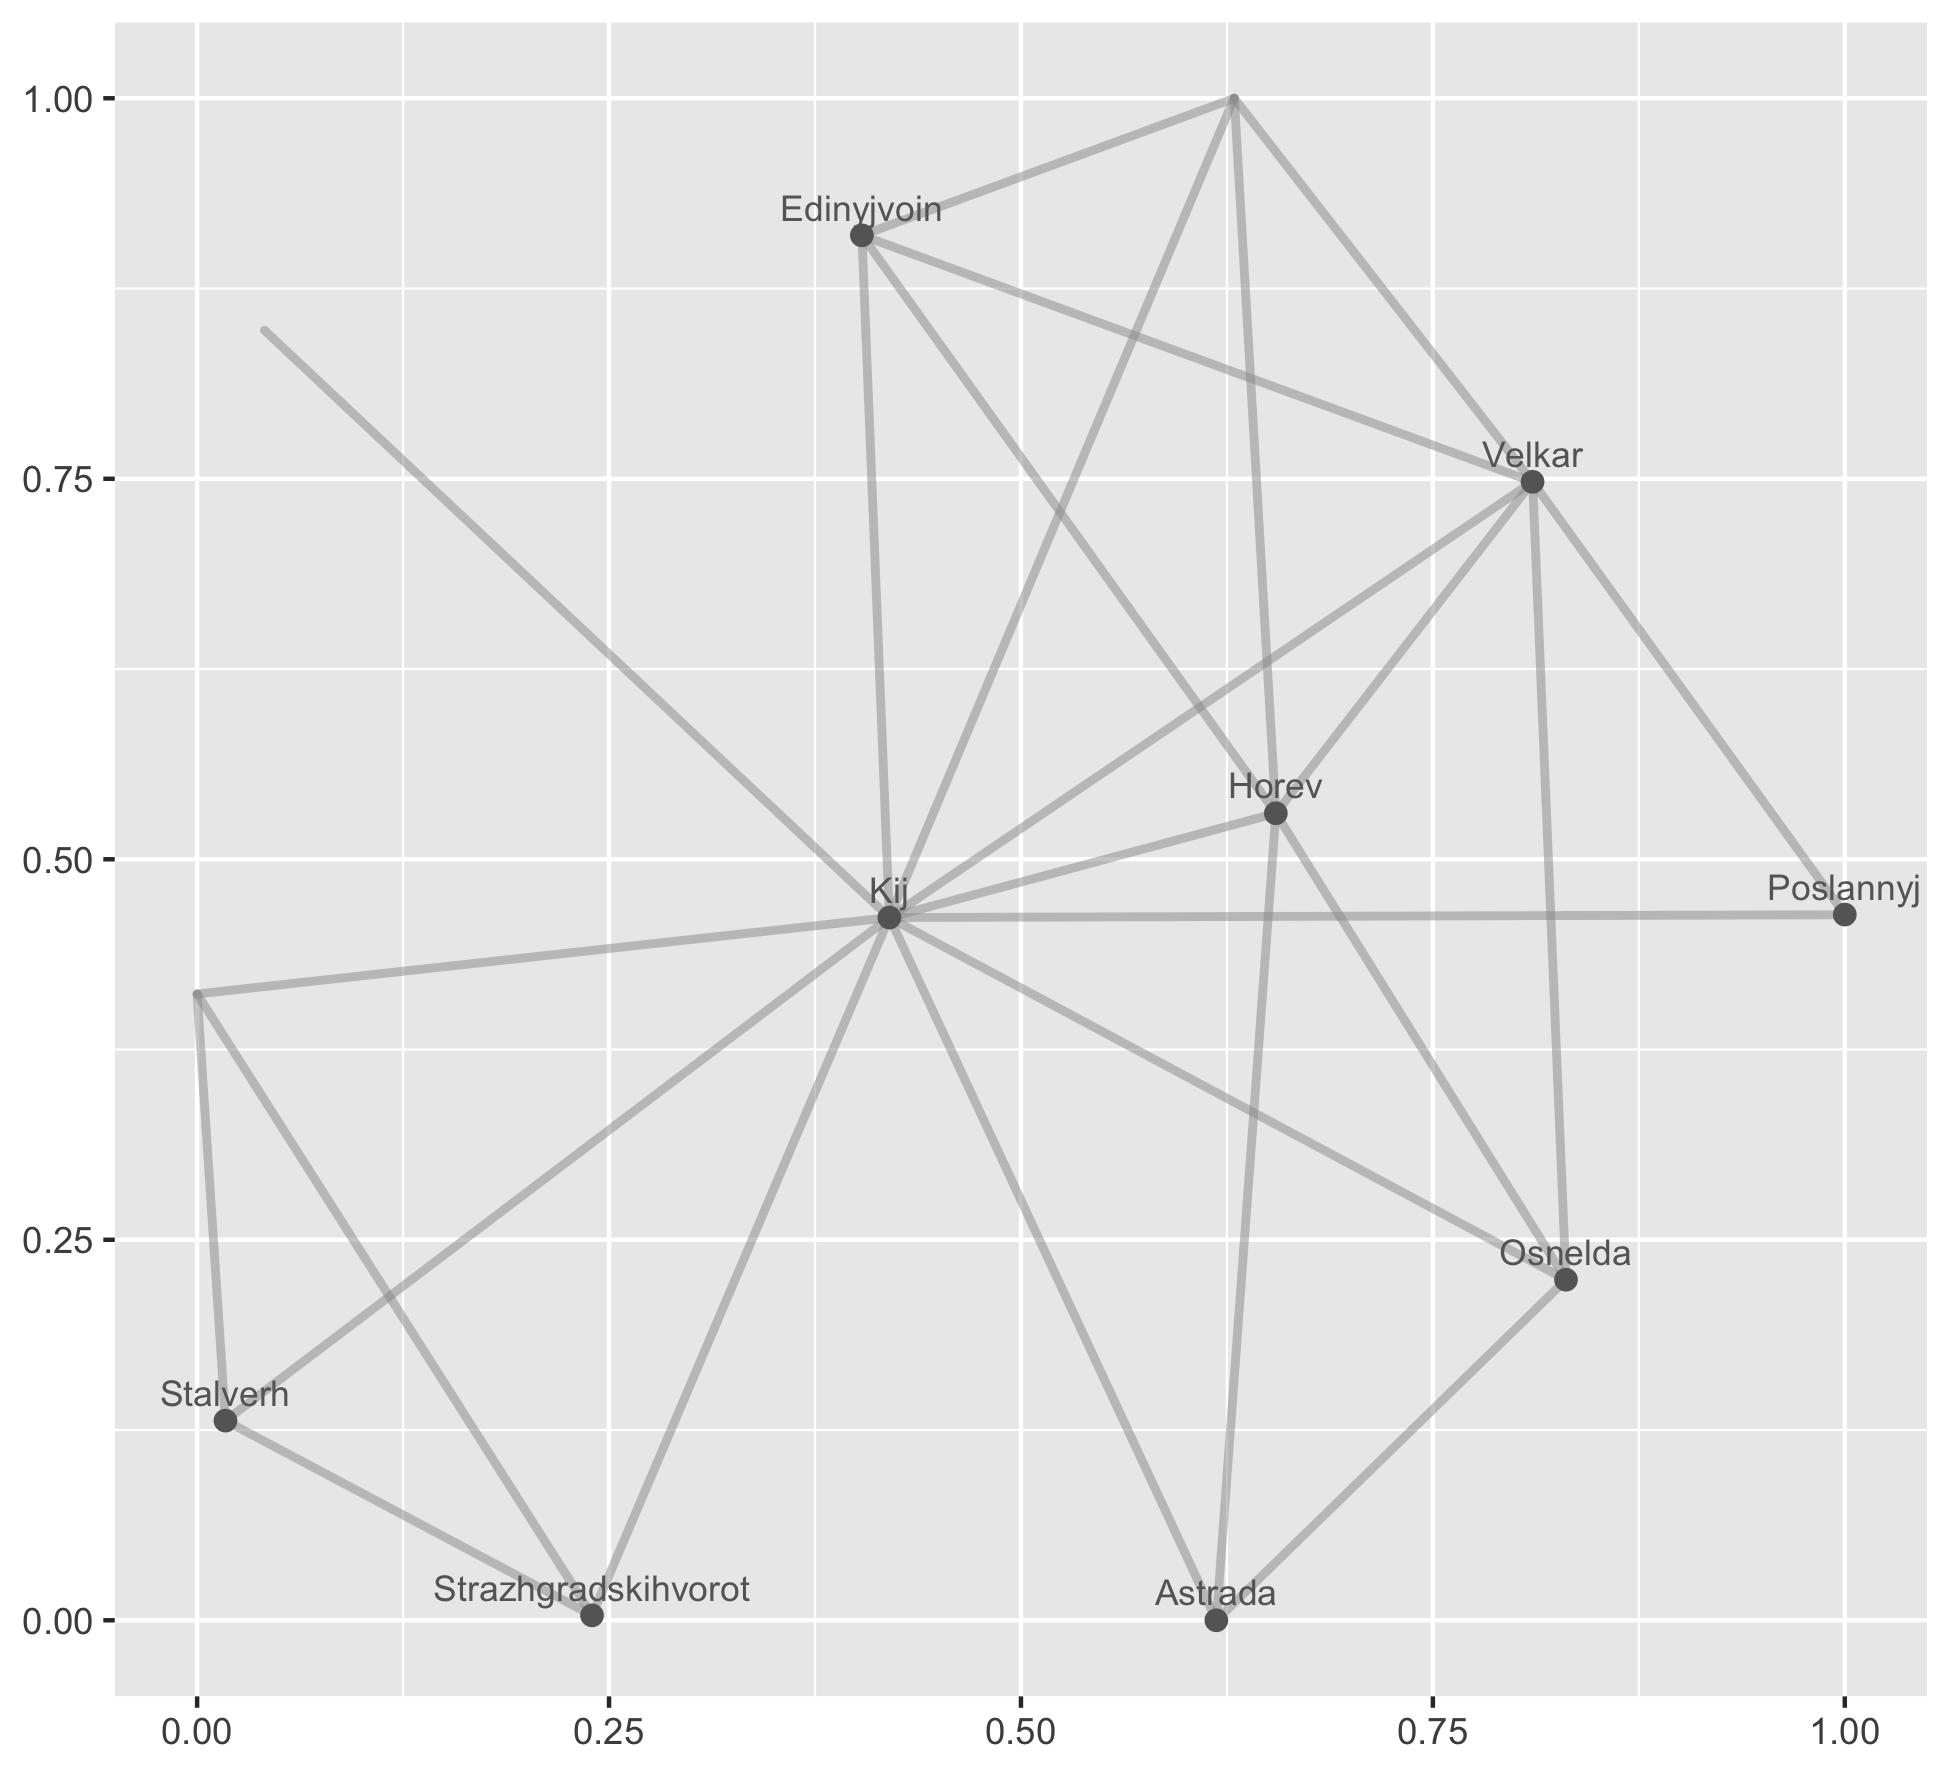 1.00
Edinyjvoin
Velkar
0.75
Horev
0.50
Kij
Poslannyj
0.25
Osnelda
Stalverh
Strazhgradskihvorot
Astrada
0.00
0.00 0.25 0.50 0.75 1.00